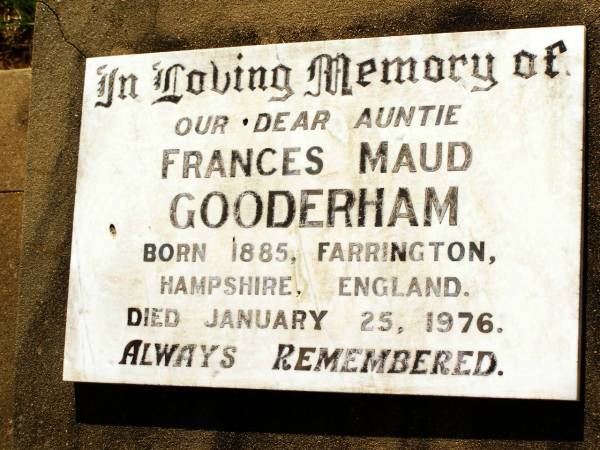 In Loving Memory of
OUR DEAR AUNTIE
FRANCES MAUD
GOODERHAM
BORN 1885, FARRINGTON,
HAMPSHIRE, ENGLAND.
DIED JANUARY 25, 1976.
ALWAYS REMEMBERED.